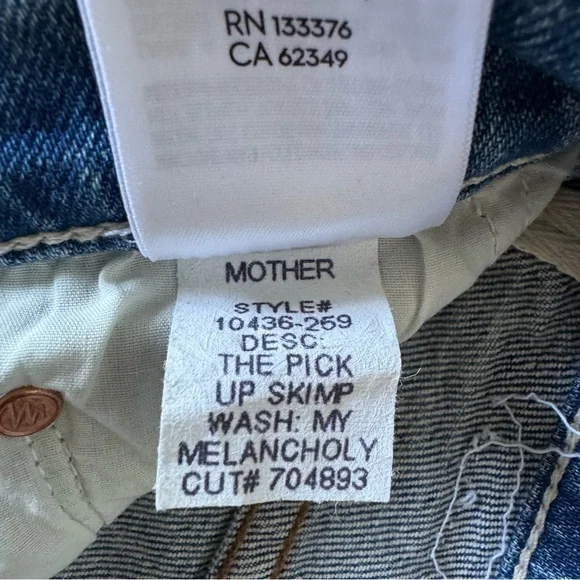 RN 133376
CA 62349
MOTHER
STYLE#
10436-259
DESC:
THE PICK
UP SKIMP
WASH: MY
MELANCHOLY
CUT# 704893